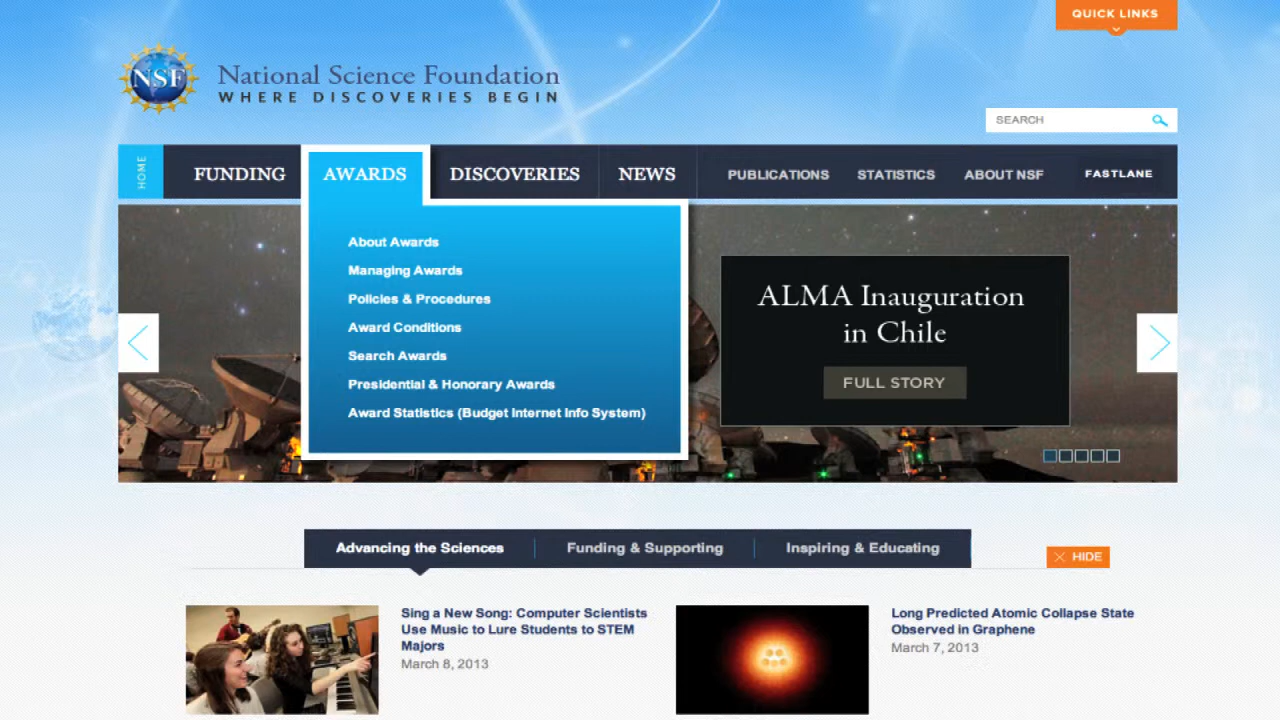 QUICK LINKS
NSF
National Science Foundation
WHERE DISCOVERIES BEGIN
SEARCH
HOME
FUNDING
AWARDS
DISCOVERIES
NEWS
PUBLICATIONS
STATISTICS
ABOUT NSF
FASTLANE
About Awards
Managing Awards
Policies & Procedures
Award Conditions
Search Awards
Presidential & Honorary Awards
Award Statistics (Budget Internet Info System)
ALMA Inauguration
in Chile
FULL STORY
Advancing the Sciences
Funding & Supporting
Inspiring & Educating
HIDE
Sing a New Song: Computer Scientists
Use Music to Lure Students to STEM
Majors
March 8, 2013
Long Predicted Atomic Collapse State
Observed in Graphene
March 7, 2013